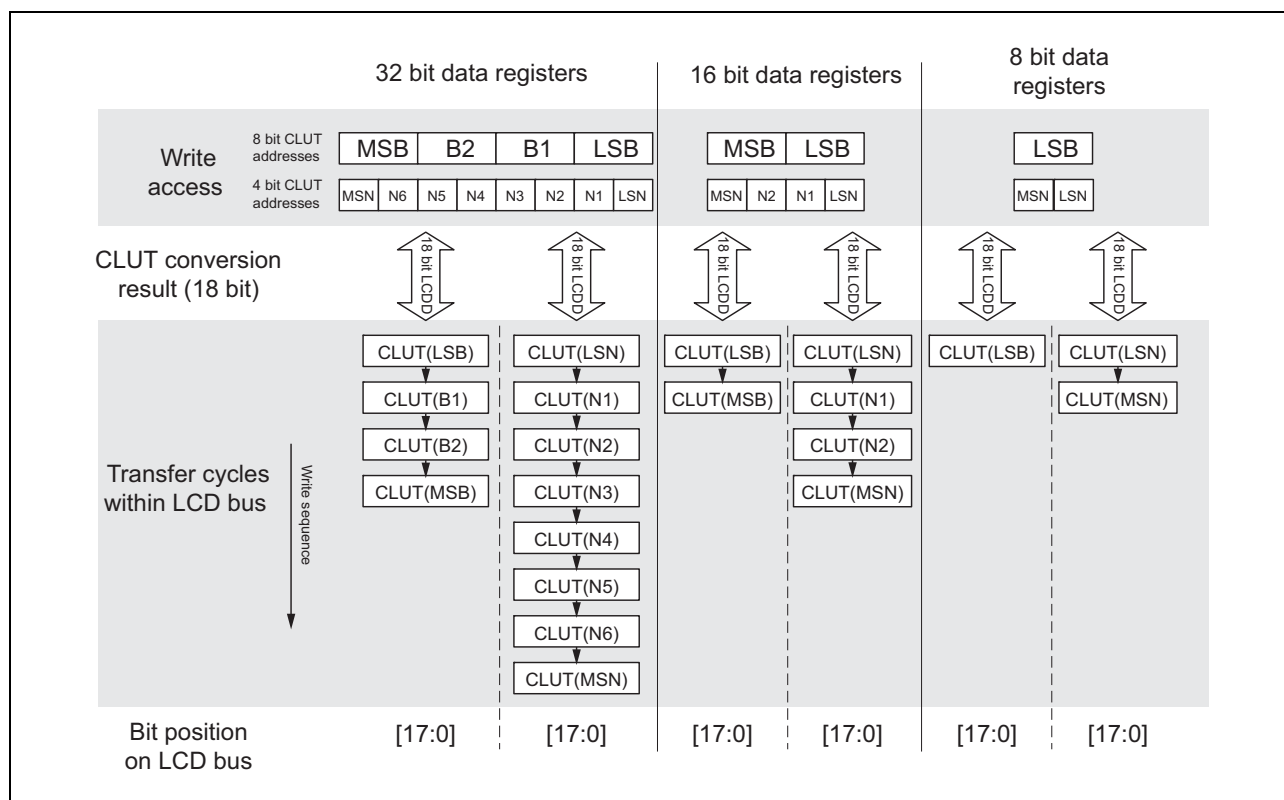 32 bit data registers
16 bit data registers
8 bit data
registers
Write
access
8 bit CLUT
addresses
MSB B2 B1 LSB
MSB LSB
LSB
4 bit CLUT
addresses
MSN N6 N5 N4 N3 N2 N1 LSN
MSN N2 N1 LSN
MSN LSN
CLUT conversion
result (18 bit)
18 bit LCDD
18 bit LCDD
18 bit LCDD
18 bit LCDD
18 bit LCDD
18 bit LCDD
Transfer cycles
within LCD bus
Write sequence
CLUT(LSB)
CLUT(B1)
CLUT(B2)
CLUT(MSB)
CLUT(LSN)
CLUT(N1)
CLUT(N2)
CLUT(N3)
CLUT(N4)
CLUT(N5)
CLUT(N6)
CLUT(MSN)
CLUT(LSB)
CLUT(MSB)
CLUT(LSN)
CLUT(N1)
CLUT(N2)
CLUT(MSN)
CLUT(LSB)
CLUT(LSN)
CLUT(MSN)
Bit position
on LCD bus
[17:0] [17:0] [17:0] [17:0] [17:0] [17:0]